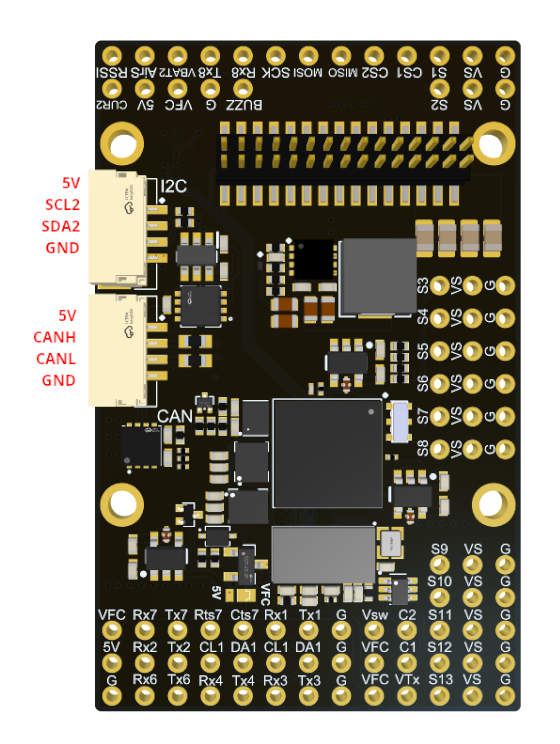 RSSI AirS VBAT2 Tx8 Rx8 SCK MOSI MISO CS2 CS1 S1 VS G
CUR2 5V VFC G BUZZ S2 VS G
5V
SCL2
SDA2
GND
I2C
5V
CANH
CANL
GND
CAN
S3 VS G
S4 VS G
S5 VS G
S6 VS G
S7 VS G
S8 VS G
S9 VS G
5V VFC
S10 VS G
VFC Rx7 Tx7 Rts7 Cts7 Rx1 Tx1 G Vsw C2 S11 VS G
5V Rx2 Tx2 CL1 DA1 CL1 DA1 G VFC C1 S12 VS G
G Rx6 Tx6 Rx4 Tx4 Rx3 Tx3 G VFC VTx S13 VS G